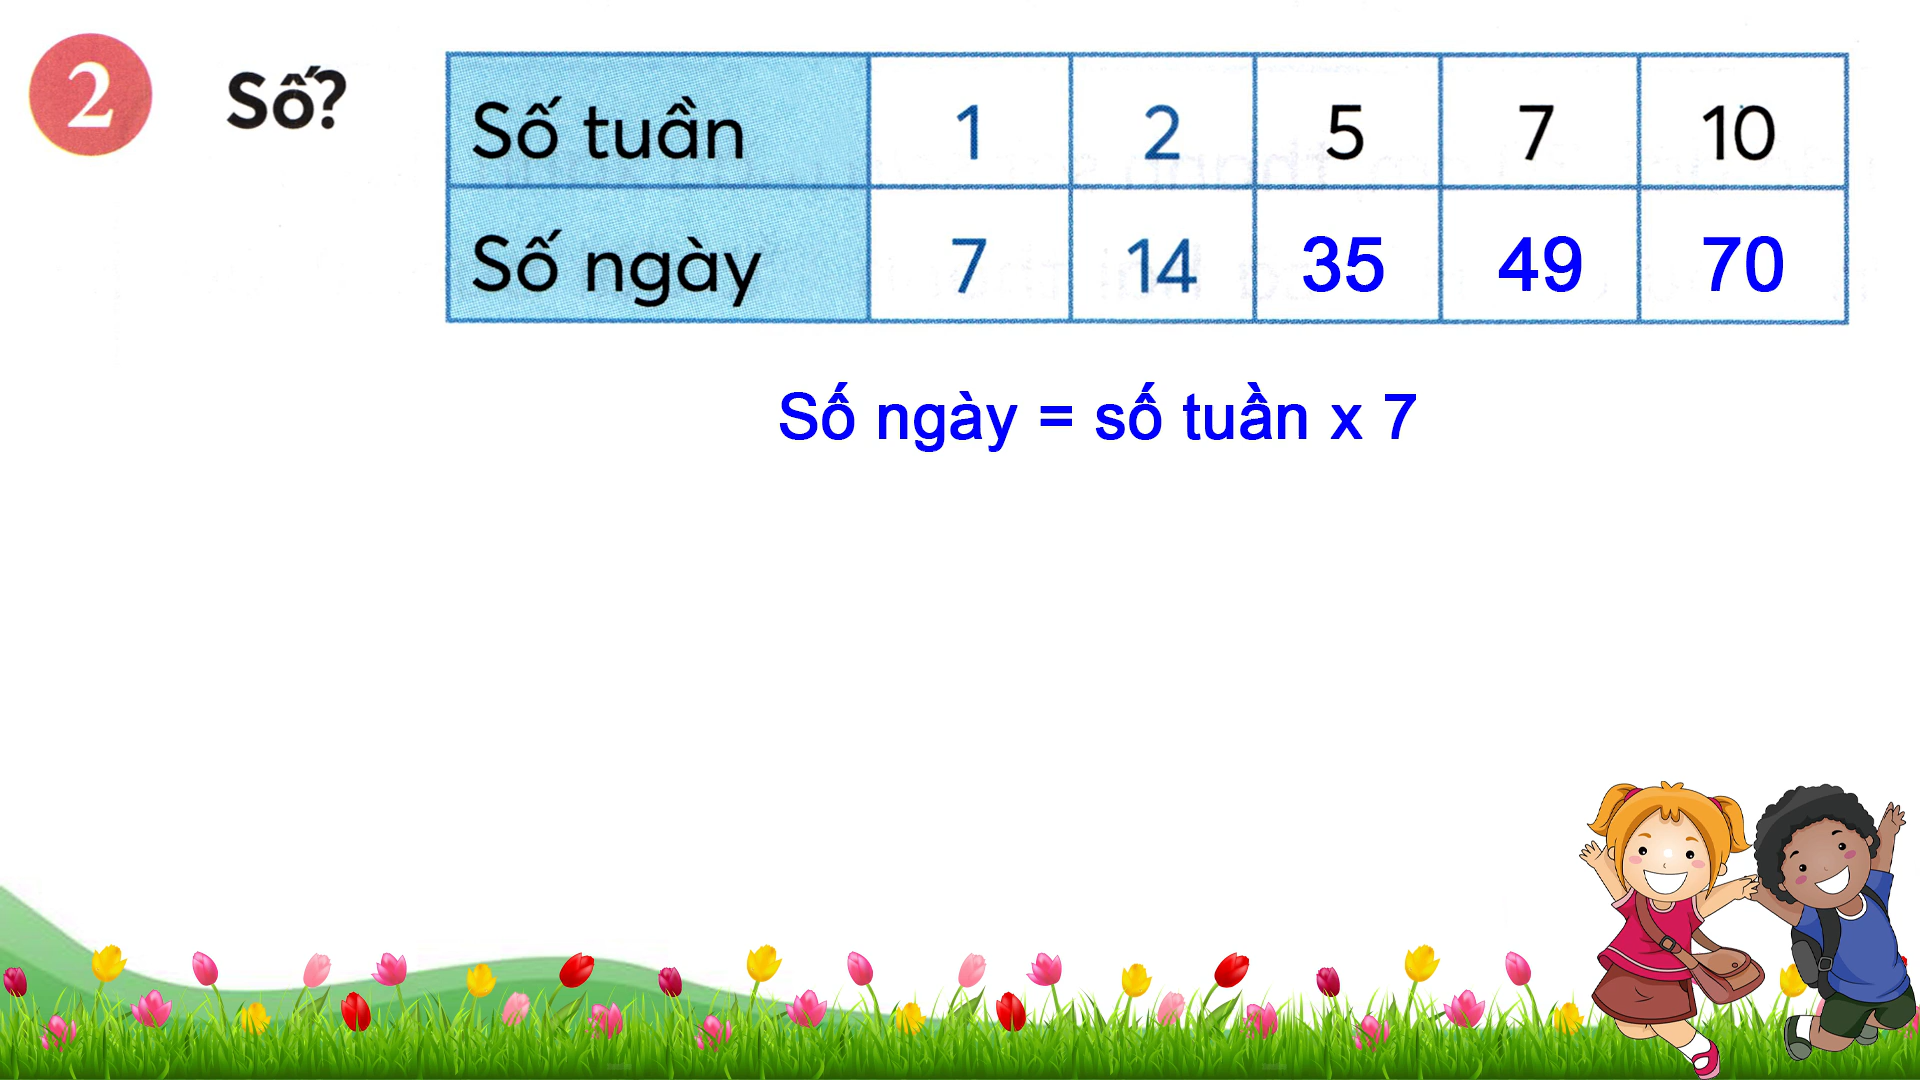 2 Số?
Số tuần 1 2 5 7 10
Số ngày 7 14 35 49 70
Số ngày = số tuần x 7